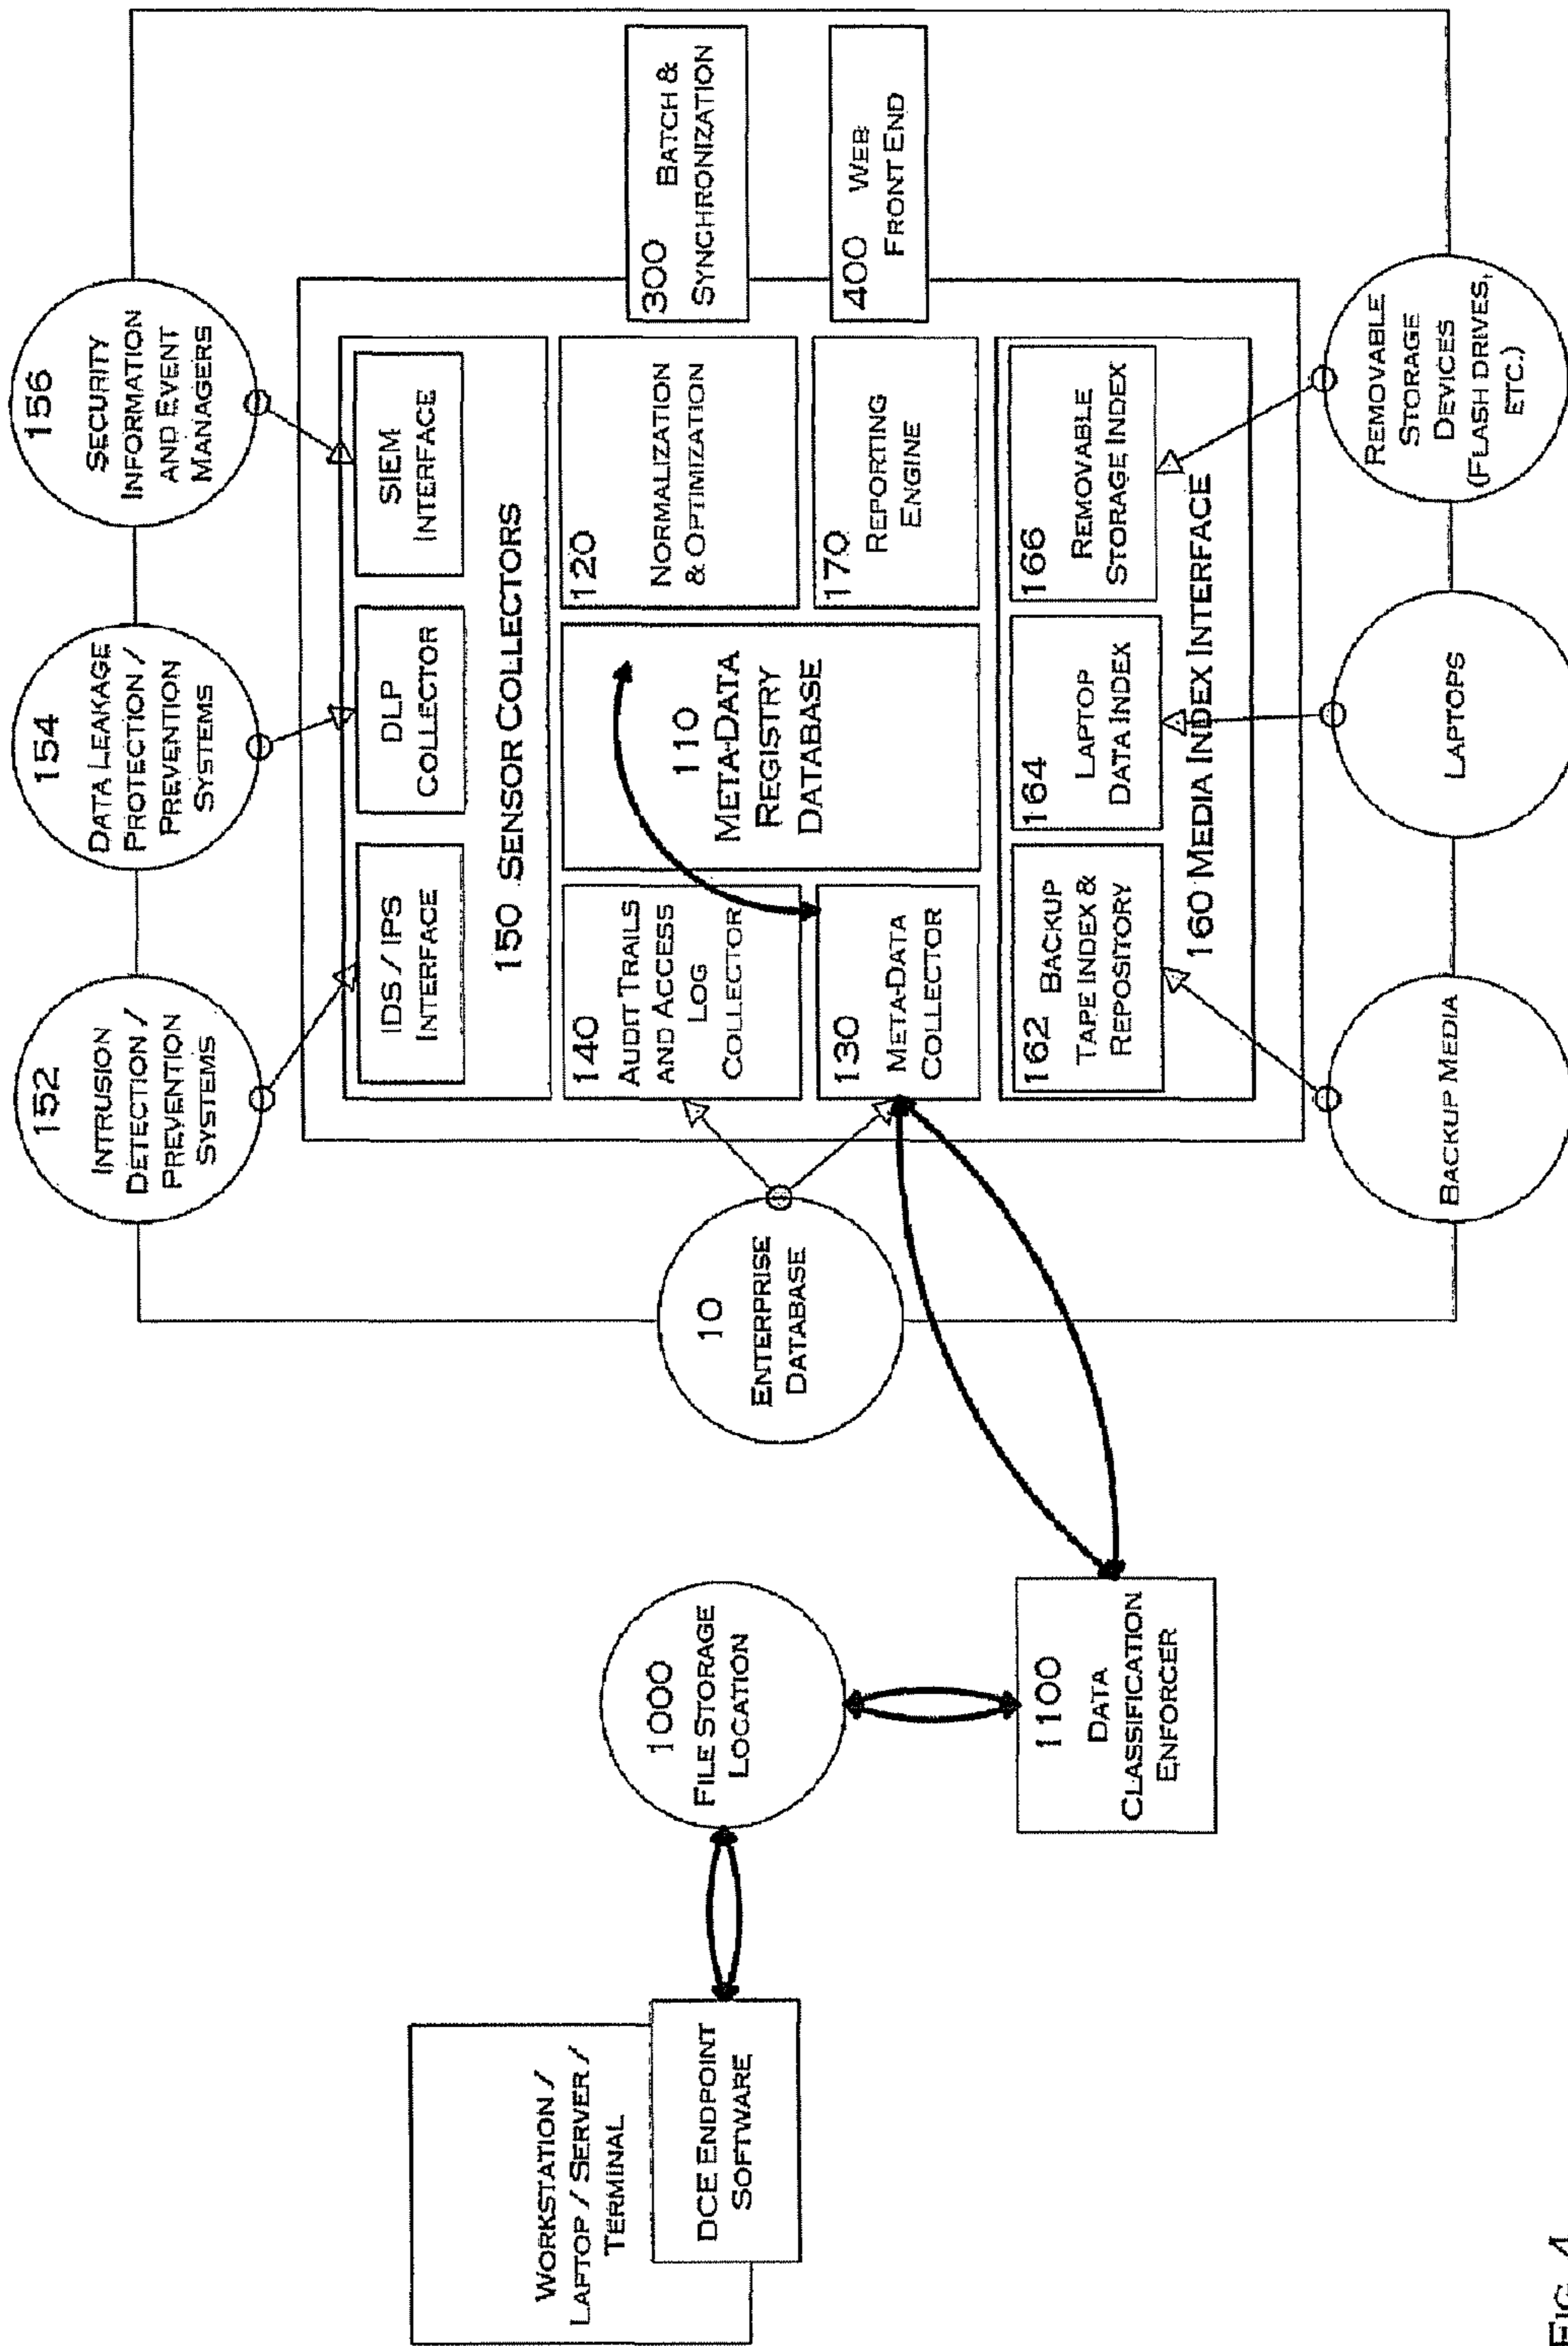 152
INTRUSION
DETECTION /
PREVENTION
SYSTEMS
154
DATA LEAKAGE
PROTECTION /
PREVENTION
SYSTEMS
156
SECURITY
INFORMATION
AND EVENT
MANAGERS
IDS / IPS
INTERFACE
DLP
COLLECTOR
SIEM
INTERFACE
150 SENSOR COLLECTORS
140
AUDIT TRAILS
AND ACCESS
LOG
COLLECTOR
110
META-DATA
REGISTRY
DATABASE
120
NORMALIZATION
& OPTIMIZATION
300 BATCH &
SYNCHRONIZATION
130
META-DATA
COLLECTOR
170
REPORTING
ENGINE
400 WEB
FRONT END
162 BACKUP
TAPE INDEX &
REPOSITORY
164
LAPTOP
DATA INDEX
166
REMOVABLE
STORAGE INDEX
160 MEDIA INDEX INTERFACE
BACKUP MEDIA
LAPTOPS
REMOVABLE
STORAGE
DEVICES
(FLASH DRIVES,
ETC.)
10
ENTERPRISE
DATABASE
WORKSTATION /
LAPTOP / SERVER /
TERMINAL
DCE ENDPOINT
SOFTWARE
1000
FILE STORAGE
LOCATION
1100
DATA
CLASSIFICATION
ENFORCER
FIG. 4